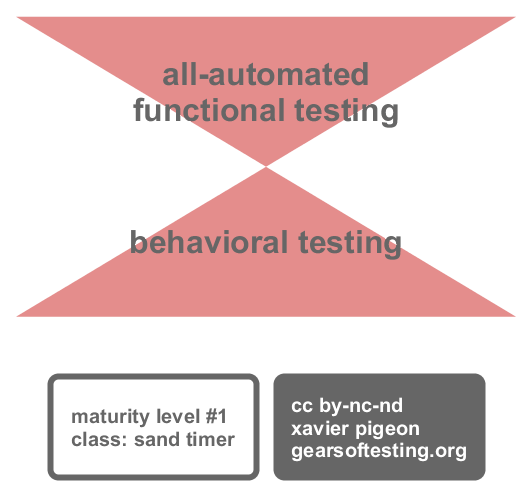 all-automated
functional testing
behavioral testing
maturity level #1
class: sand timer
cc by-nc-nd
xavier pigeon
gearsoftesting.org